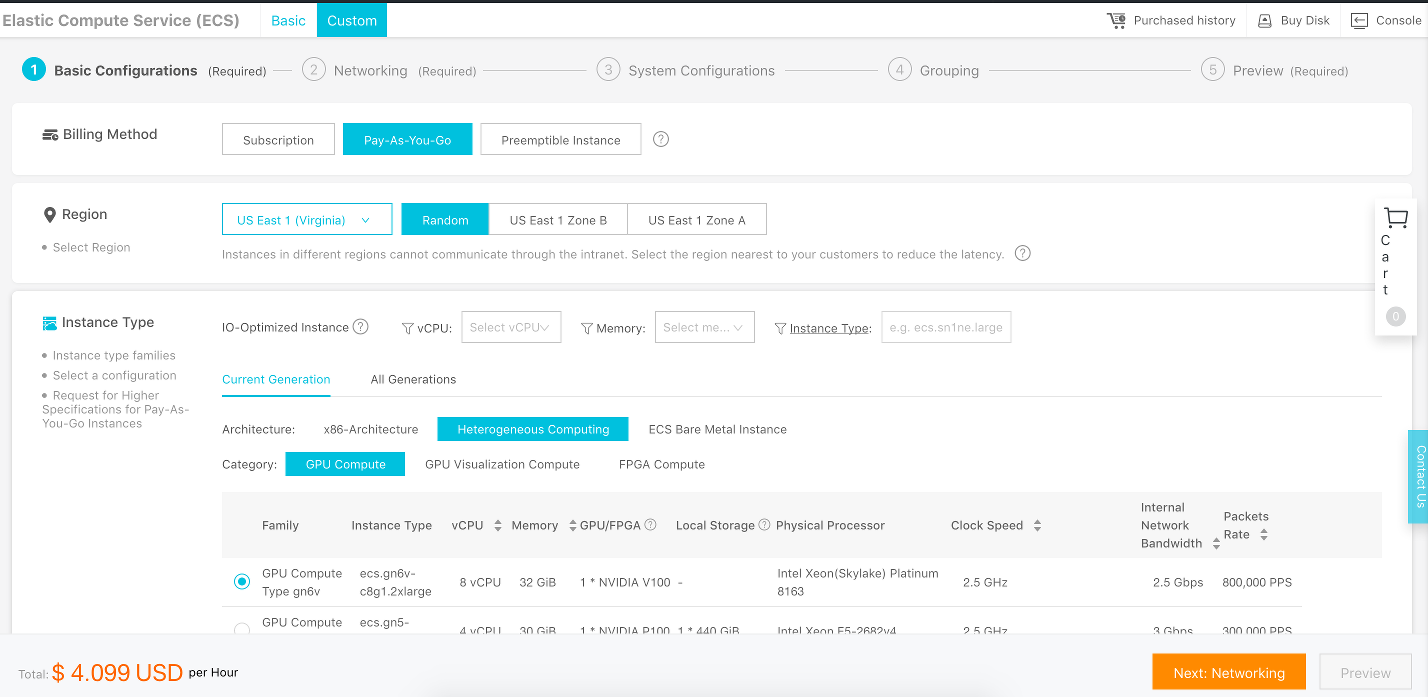 Elastic Compute Service (ECS) Basic Custom Purchased history Buy Disk Console
1 Basic Configurations (Required) 2 Networking (Required) 3 System Configurations 4 Grouping 5 Preview (Required)
Billing Method Subscription Pay-As-You-Go Preemptible Instance ?
Region US East 1 (Virginia) Random US East 1 Zone B US East 1 Zone A
• Select Region
Instances in different regions cannot communicate through the intranet. Select the region nearest to your customers to reduce the latency. ?
Cart
0
Instance Type IO-Optimized Instance ? vCPU: Select vCPU Memory: Select me... Instance Type: e.g. ecs.sn1ne.large
• Instance type families
• Select a configuration
• Request for Higher
Specifications for Pay-As-
You-Go Instances
Current Generation All Generations
Architecture: x86-Architecture Heterogeneous Computing ECS Bare Metal Instance
Category: GPU Compute GPU Visualization Compute FPGA Compute
Contact Us
Family Instance Type vCPU Memory GPU/FPGA ? Local Storage ? Physical Processor Clock Speed Internal Network Bandwidth Packets Rate
GPU Compute Type gn6v ecs.gn6v-c8g1.2xlarge 8 vCPU 32 GiB 1 * NVIDIA V100 - Intel Xeon(Skylake) Platinum 8163 2.5 GHz 2.5 Gbps 800,000 PPS
GPU Compute ecs.gn5- 4 vCPU 30 GiB 1 * NVIDIA P100 1 * 440 GiB Intel Xeon E5-2682v4 2.5 GHz 3 Gbps 300,000 PPS
Total: $ 4.099 USD per Hour Next: Networking Preview